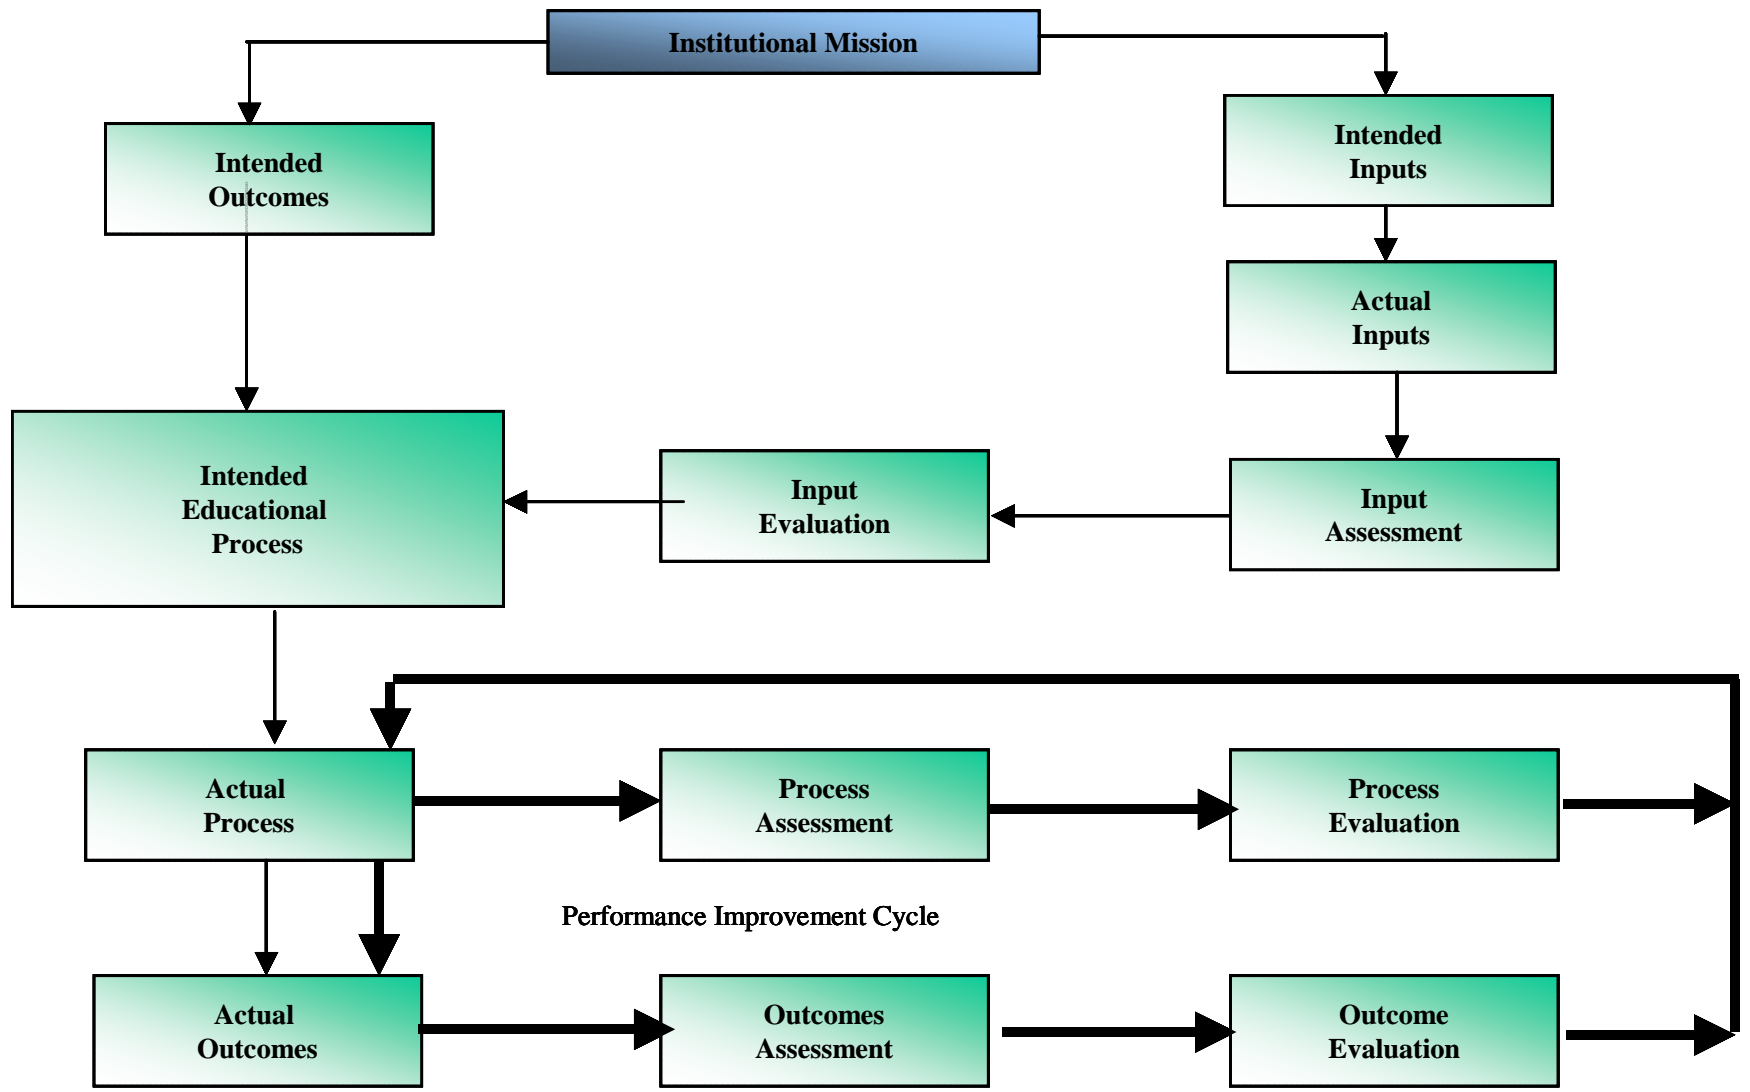 Institutional Mission
Intended
Outcomes
Intended
Inputs
Actual
Inputs
Intended
Educational
Process
Input
Evaluation
Input
Assessment
Actual
Process
Process
Assessment
Process
Evaluation
Performance Improvement Cycle
Actual
Outcomes
Outcomes
Assessment
Outcome
Evaluation